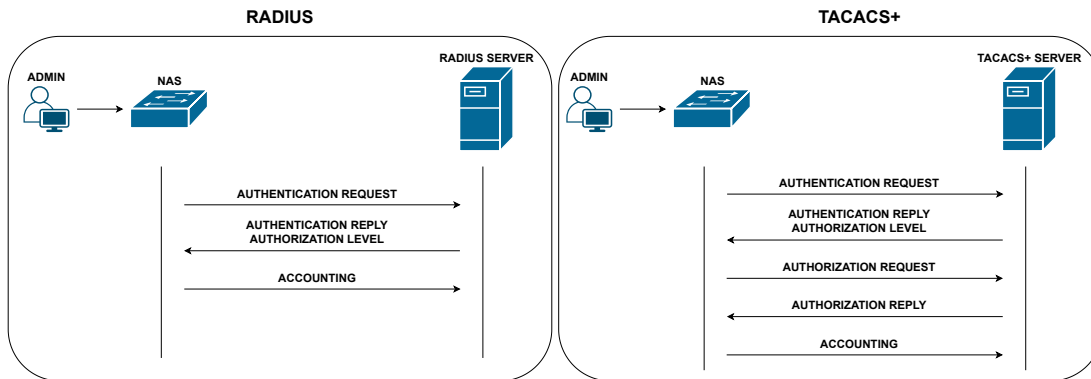 RADIUS
RADIUS SERVER
ADMIN
NAS
AUTHENTICATION REQUEST
AUTHENTICATION REPLY
AUTHORIZATION LEVEL
ACCOUNTING
TACACS+
TACACS+ SERVER
ADMIN
NAS
AUTHENTICATION REQUEST
AUTHENTICATION REPLY
AUTHORIZATION LEVEL
AUTHORIZATION REQUEST
AUTHORIZATION REPLY
ACCOUNTING